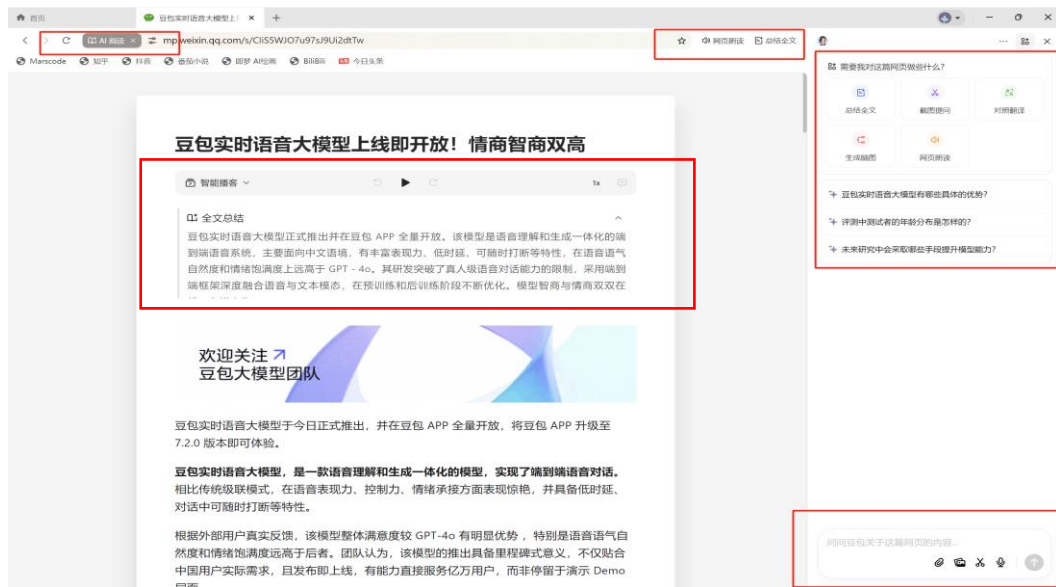 首页
豆包实时语音大模型上
AI 阅读
mp.weixin.qq.com/s/CliS5WJO7u97sJ9Ui2dtTw
网页朗读
总结全文
Marscode
知乎
抖音
番茄小说
即梦 AI绘画
BiliBili
今日头条
豆包实时语音大模型上线即开放！情商智商双高
智能播客
1x
全文总结
豆包实时语音大模型正式推出并在豆包 APP 全量开放。该模型是语音理解和生成一体化的端
到端语音系统，主要面向中文语境，有丰富表现力、低时延、可随时打断等特性，在语音语气
自然度和情绪饱满度上远高于 GPT - 4o。其研发突破了真人级语音对话能力的限制，采用端到
端框架深度融合语音与文本模态，在预训练和后训练阶段不断优化。模型智商与情商双双在
欢迎关注
豆包大模型团队
豆包实时语音大模型于今日正式推出，并在豆包 APP 全量开放，将豆包 APP 升级至
7.2.0 版本即可体验。
豆包实时语音大模型，是一款语音理解和生成一体化的模型，实现了端到端语音对话。
相比传统级联模式，在语音表现力、控制力、情绪承接方面表现惊艳，并具备低时延、
对话中可随时打断等特性。
根据外部用户真实反馈，该模型整体满意度较 GPT-4o 有明显优势 ，特别是语音语气自
然度和情绪饱满度远高于后者。团队认为，该模型的推出具备里程碑式意义，不仅贴合
中国用户实际需求，且发布即上线，有能力直接服务亿万用户，而非停留于演示 Demo
需要我对这篇网页做些什么？
总结全文
截图提问
对照翻译
生成脑图
网页朗读
豆包实时语音大模型有哪些具体的优势？
评测中测试者的年龄分布是怎样的？
未来研究中会采取哪些手段提升模型能力？
问问豆包关于这篇网页的内容...